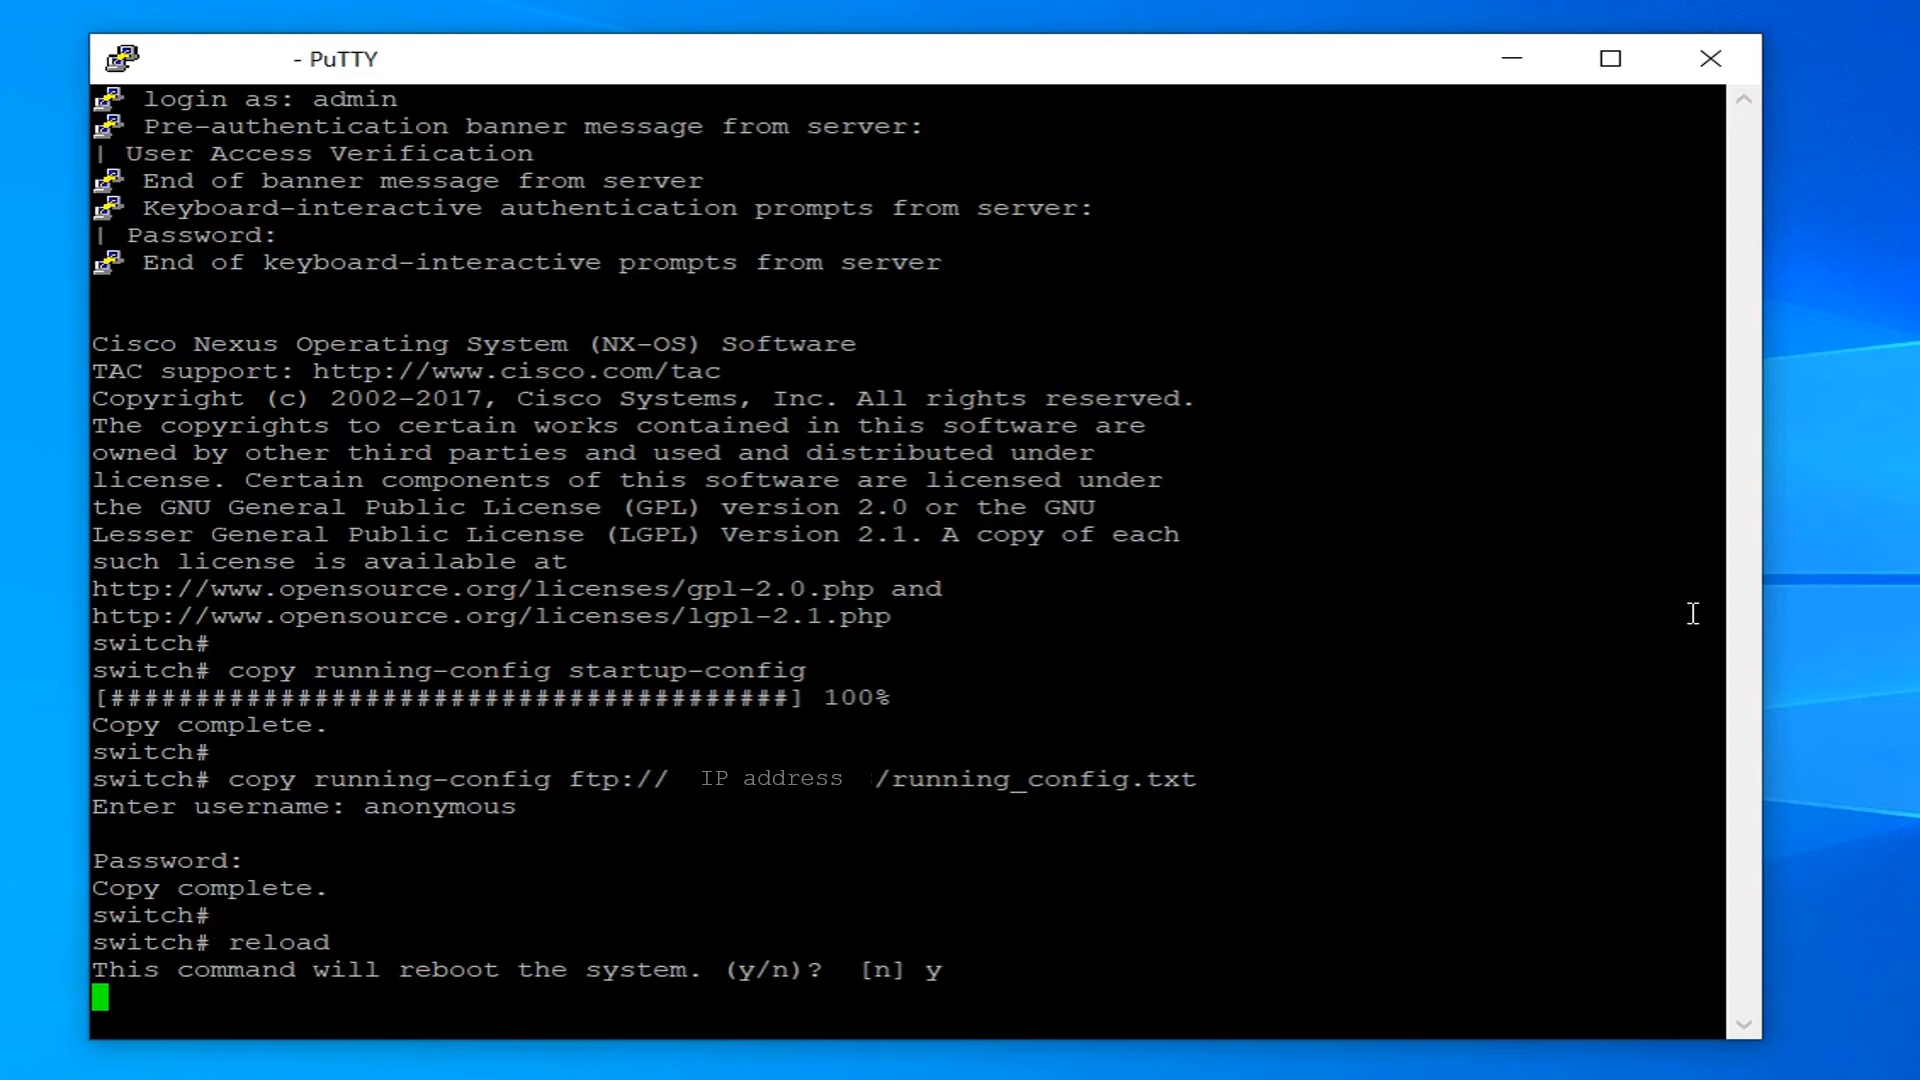 - PuTTY
login as: admin
Pre-authentication banner message from server:
| User Access Verification
End of banner message from server
Keyboard-interactive authentication prompts from server:
| Password:
End of keyboard-interactive prompts from server
Cisco Nexus Operating System (NX-OS) Software
TAC support: http://www.cisco.com/tac
Copyright (c) 2002-2017, Cisco Systems, Inc. All rights reserved.
The copyrights to certain works contained in this software are
owned by other third parties and used and distributed under
license. Certain components of this software are licensed under
the GNU General Public License (GPL) version 2.0 or the GNU
Lesser General Public License (LGPL) Version 2.1. A copy of each
such license is available at
http://www.opensource.org/licenses/gpl-2.0.php and
http://www.opensource.org/licenses/lgpl-2.1.php
switch#
switch# copy running-config startup-config
[########################################] 100%
Copy complete.
switch#
switch# copy running-config ftp:// IP address /running_config.txt
Enter username: anonymous
Password:
Copy complete.
switch#
switch# reload
This command will reboot the system. (y/n)? [n] y